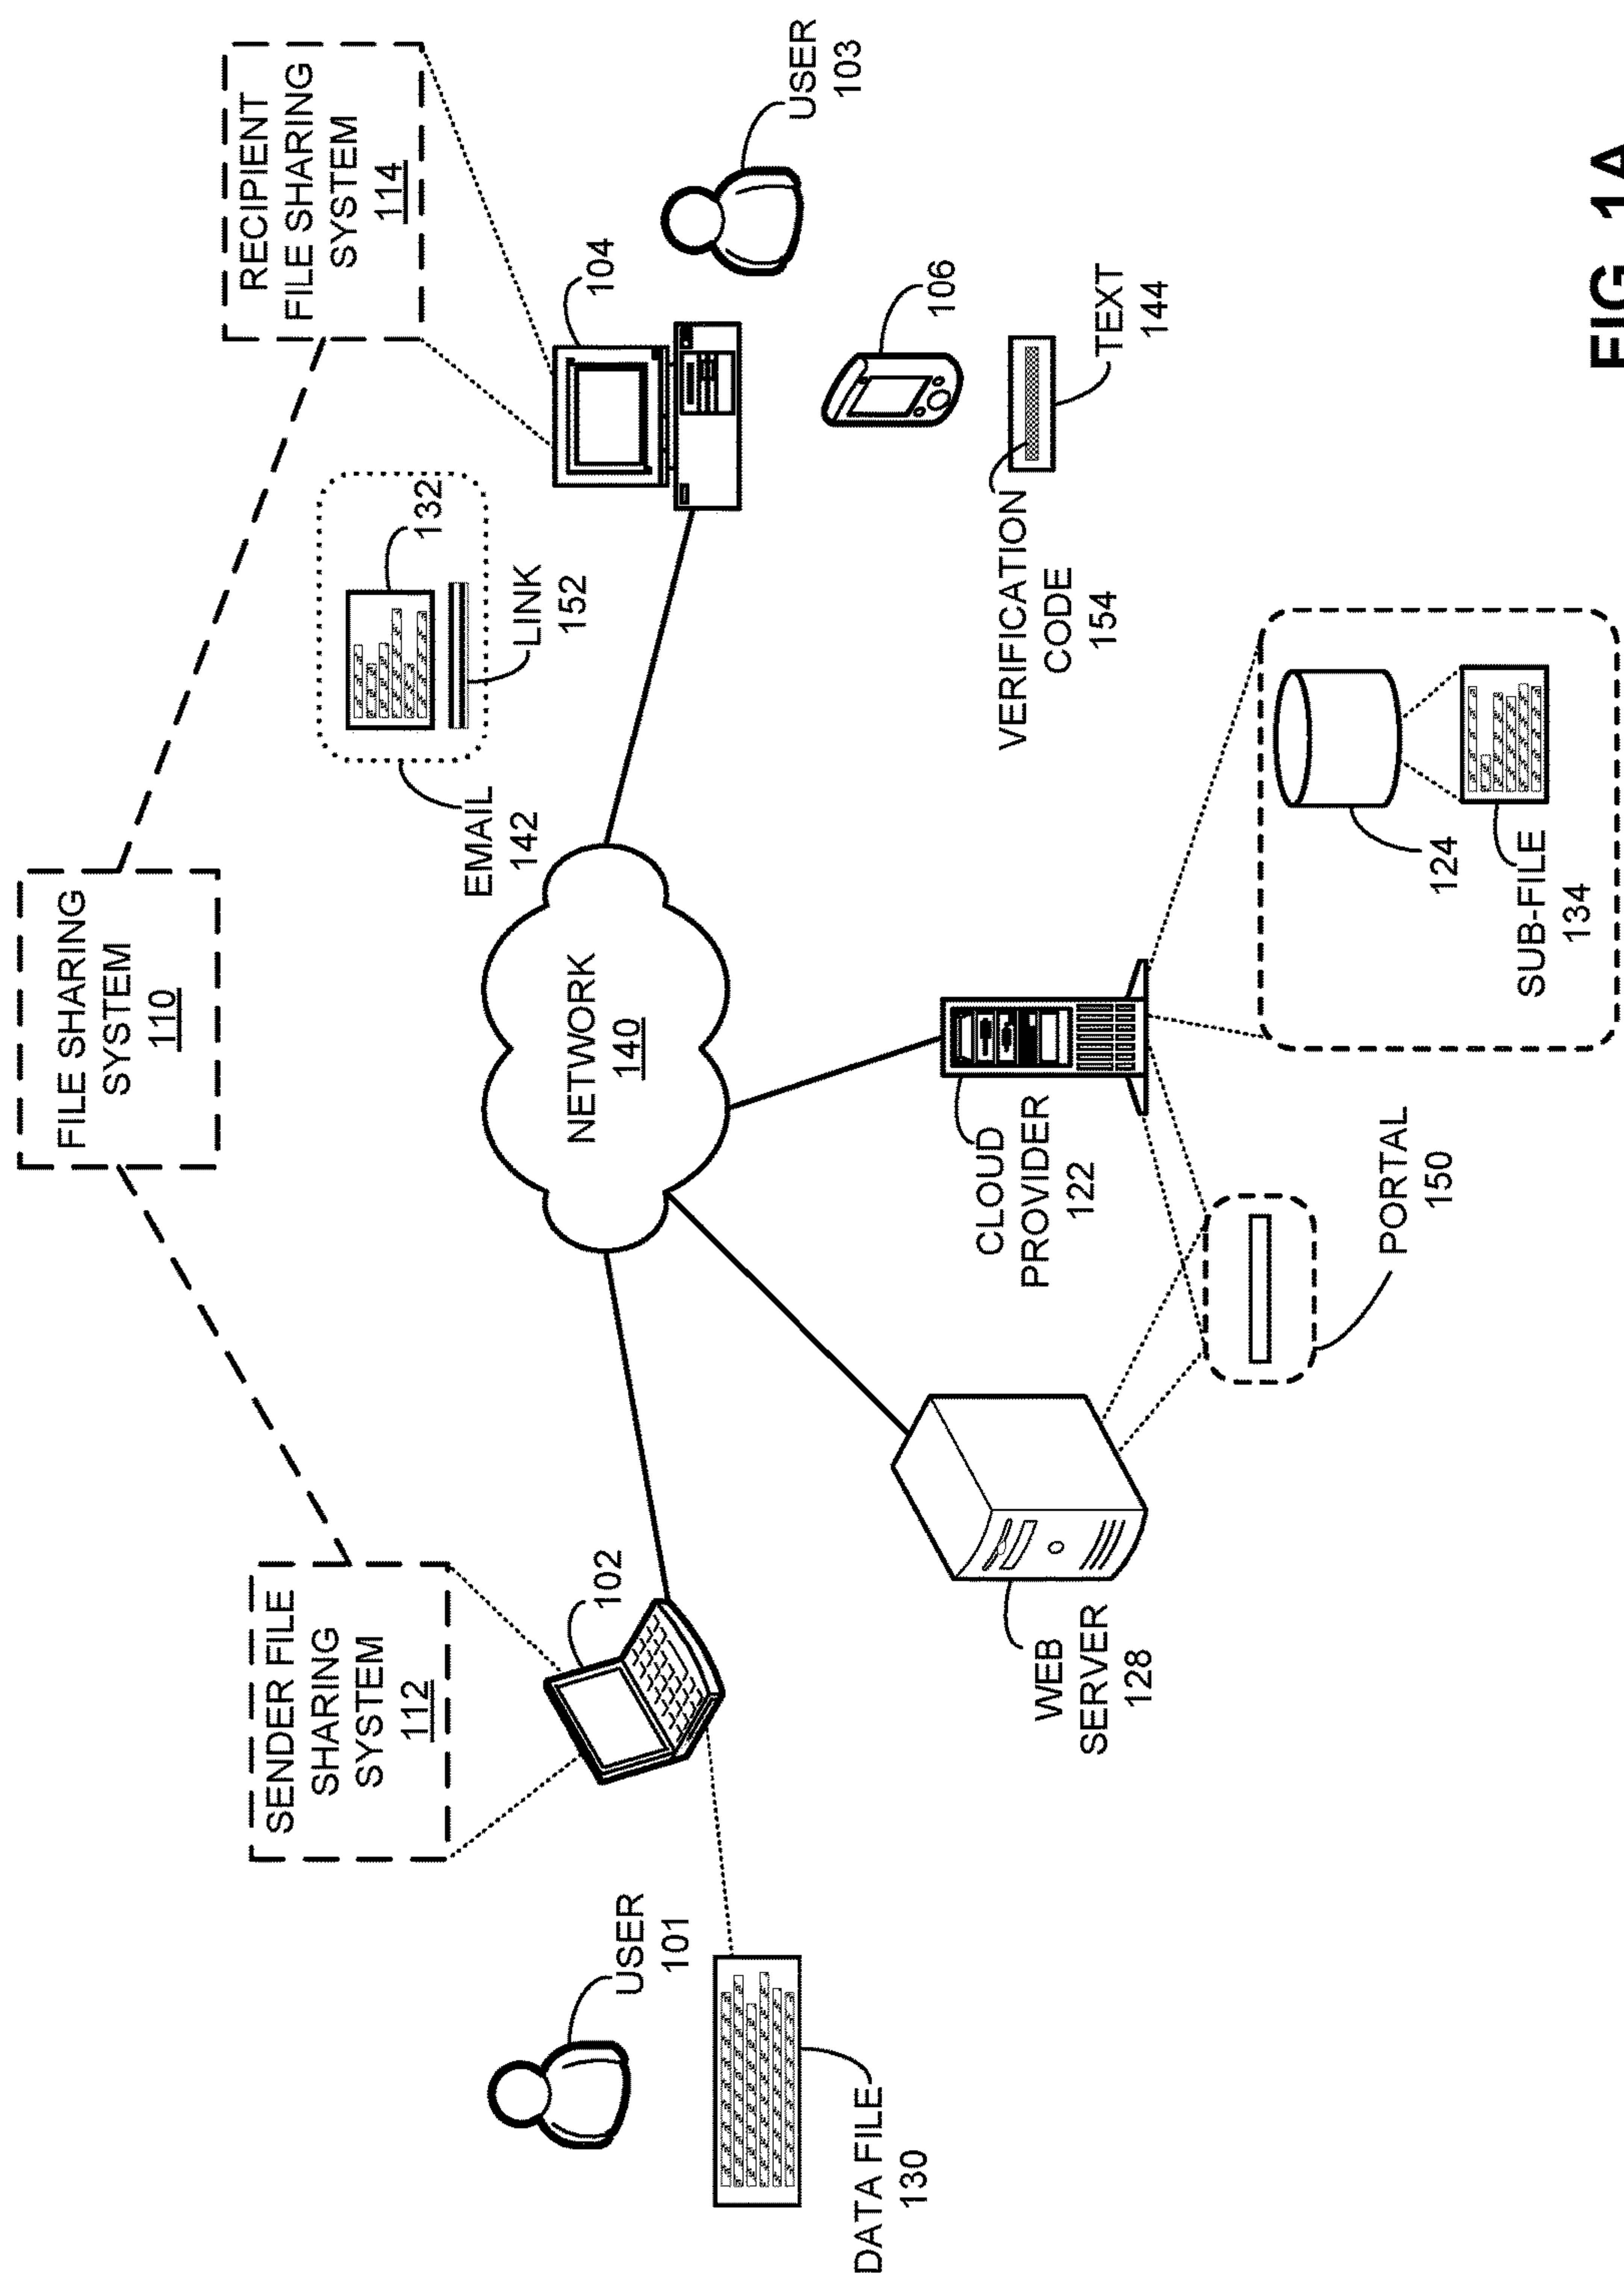 FILE SHARING
SYSTEM
110
SENDER FILE
SHARING
SYSTEM
112
RECIPIENT
FILE SHARING
SYSTEM
114
EMAIL
142
132
LINK
152
USER
101
102
NETWORK
140
104
USER
103
DATA FILE
130
106
WEB
SERVER
128
CLOUD
PROVIDER
122
VERIFICATION
CODE
154
TEXT
144
PORTAL
150
124
SUB-FILE
134
FIG. 1A